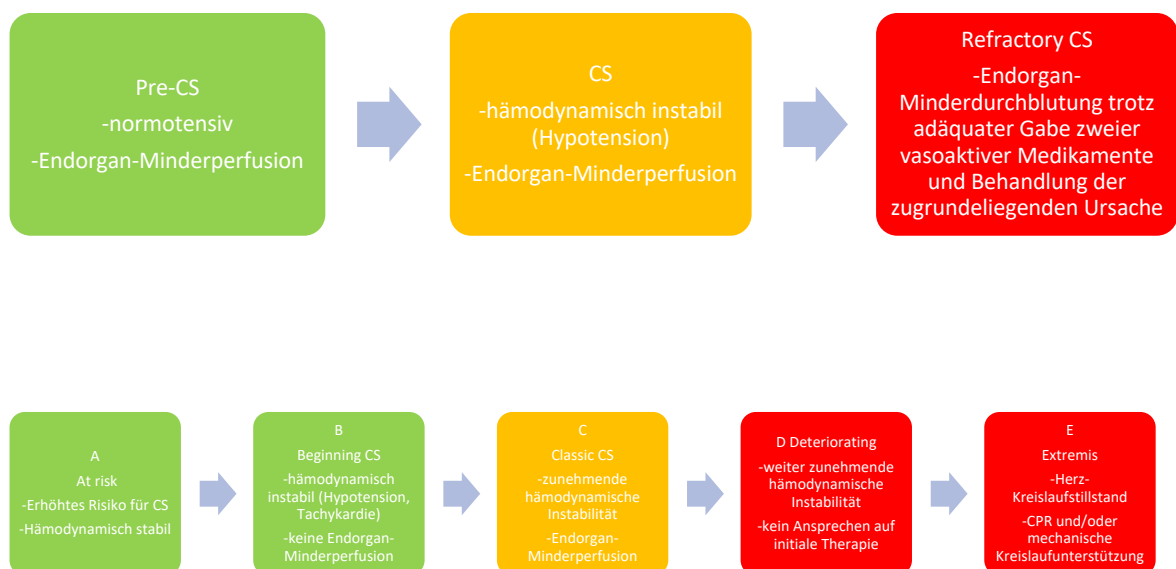 Pre-CS
-normotensiv
-Endorgan-Minderperfusion
CS
-hämodynamisch instabil
(Hypotension)
-Endorgan-Minderperfusion
Refractory CS
-Endorgan-
Minderdurchblutung trotz
adäquater Gabe zweier
vasoaktiver Medikamente
und Behandlung der
zugrundeliegenden Ursache
A
At risk
-Erhöhtes Risiko für CS
-Hämodynamisch stabil
B
Beginning CS
-hämodynamisch
instabil (Hypotension,
Tachykardie)
-keine Endorgan-
Minderperfusion
C
Classic CS
-zunehmende
hämodynamische
Instabilität
-Endorgan-
Minderperfusion
D Deteriorating
-weiter zunehmende
hämodynamische
Instabilität
-kein Ansprechen auf
initiale Therapie
E
Extremis
-Herz-
Kreislaufstillstand
-CPR und/oder
mechanische
Kreislaufunterstützung